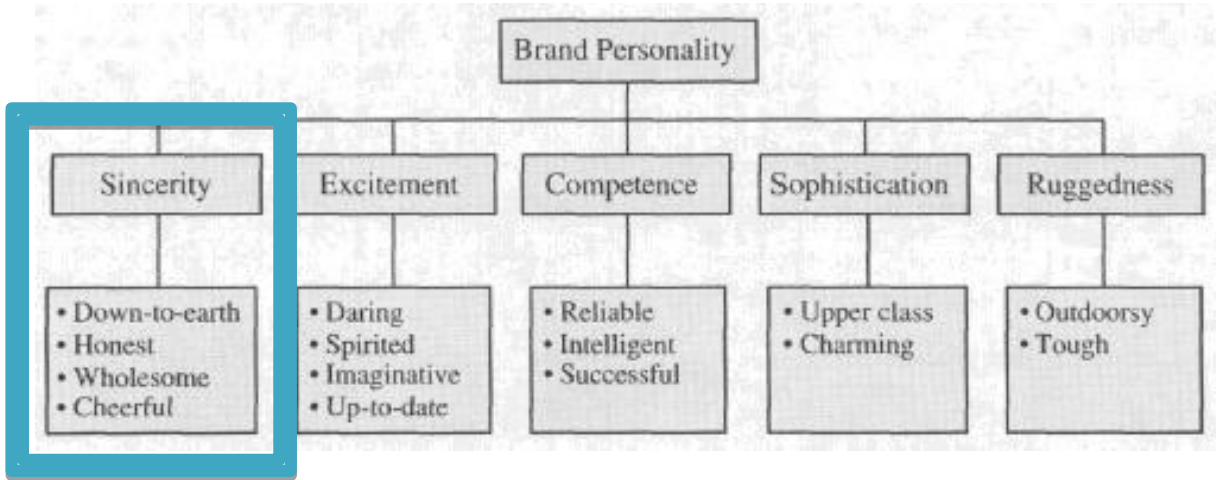 Brand Personality
Sincerity
Excitement
Competence
Sophistication
Ruggedness
• Down-to-earth
• Honest
• Wholesome
• Cheerful
• Daring
• Spirited
• Imaginative
• Up-to-date
• Reliable
• Intelligent
• Successful
• Upper class
• Charming
• Outdoorsy
• Tough